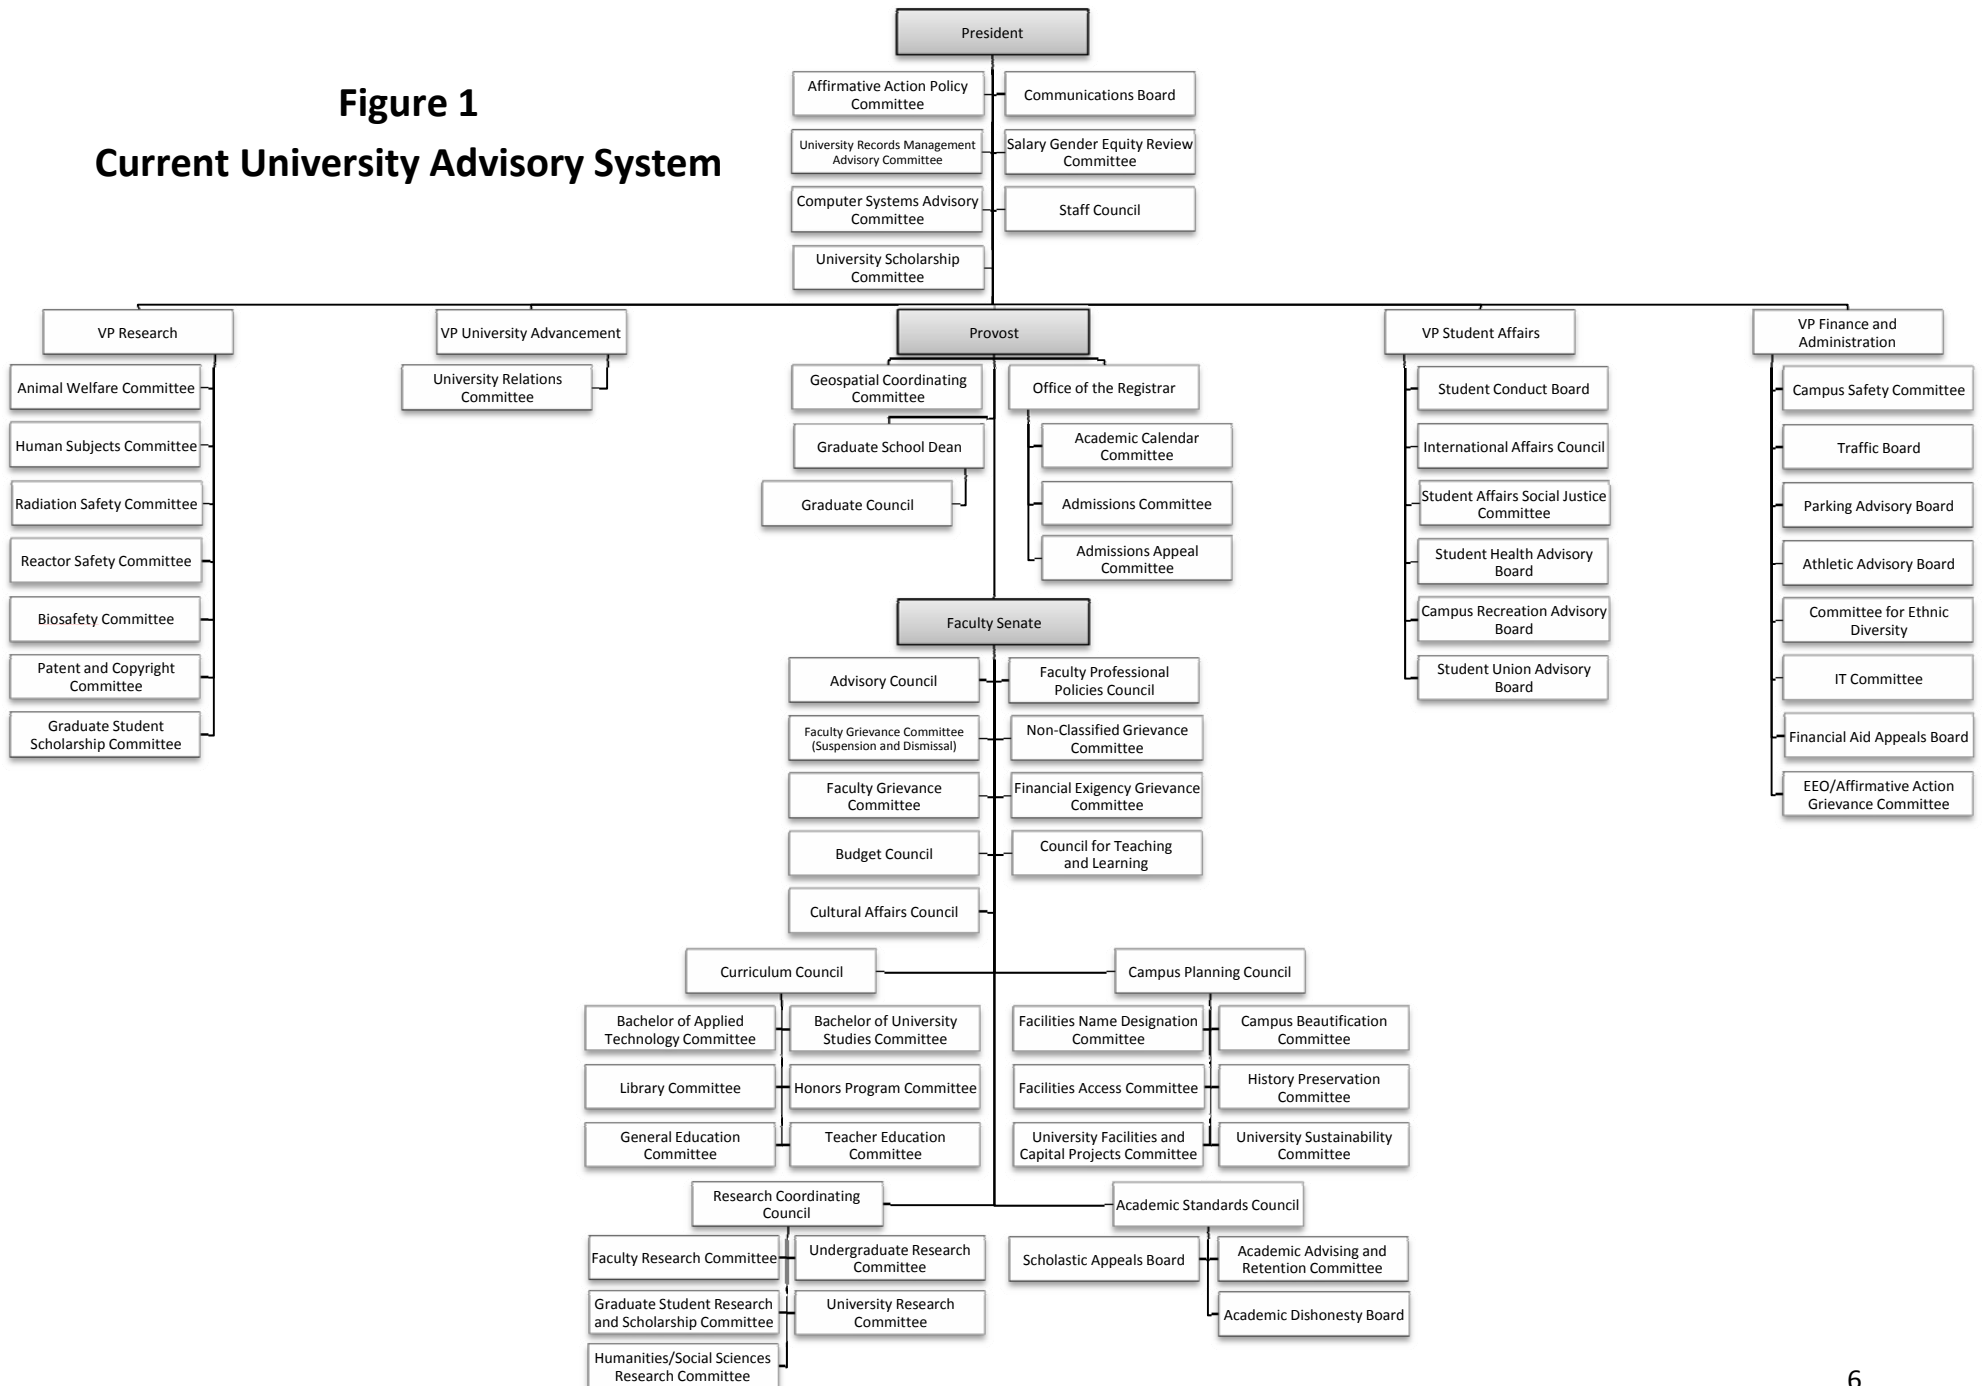 President
Figure 1
Current University Advisory System
Affirmative Action Policy
Committee
Communications Board
University Records Management
Advisory Committee
Salary Gender Equity Review
Committee
Computer Systems Advisory
Committee
Staff Council
University Scholarship
Committee
VP Research
Animal Welfare Committee
Human Subjects Committee
Radiation Safety Committee
Reactor Safety Committee
Biosafety Committee
Patent and Copyright
Committee
Graduate Student
Scholarship Committee
VP University Advancement
University Relations
Committee
Provost
Geospatial Coordinating
Committee
Office of the Registrar
Graduate School Dean
Graduate Council
Academic Calendar
Committee
Admissions Committee
Admissions Appeal
Committee
VP Student Affairs
Student Conduct Board
International Affairs Council
Student Affairs Social Justice
Committee
Student Health Advisory
Board
Campus Recreation Advisory
Board
Student Union Advisory
Board
VP Finance and
Administration
Campus Safety Committee
Traffic Board
Parking Advisory Board
Athletic Advisory Board
Committee for Ethnic
Diversity
IT Committee
Financial Aid Appeals Board
EEO/Affirmative Action
Grievance Committee
Faculty Senate
Advisory Council
Faculty Professional
Policies Council
Faculty Grievance Committee
(Suspension and Dismissal)
Non-Classified Grievance
Committee
Faculty Grievance
Committee
Financial Exigency Grievance
Committee
Budget Council
Council for Teaching
and Learning
Cultural Affairs Council
Curriculum Council
Bachelor of Applied
Technology Committee
Bachelor of University
Studies Committee
Library Committee
Honors Program Committee
General Education
Committee
Teacher Education
Committee
Campus Planning Council
Facilities Name Designation
Committee
Campus Beautification
Committee
Facilities Access Committee
History Preservation
Committee
University Facilities and
Capital Projects Committee
University Sustainability
Committee
Research Coordinating
Council
Faculty Research Committee
Undergraduate Research
Committee
Graduate Student Research
and Scholarship Committee
University Research
Committee
Humanities/Social Sciences
Research Committee
Academic Standards Council
Scholastic Appeals Board
Academic Advising and
Retention Committee
Academic Dishonesty Board
6